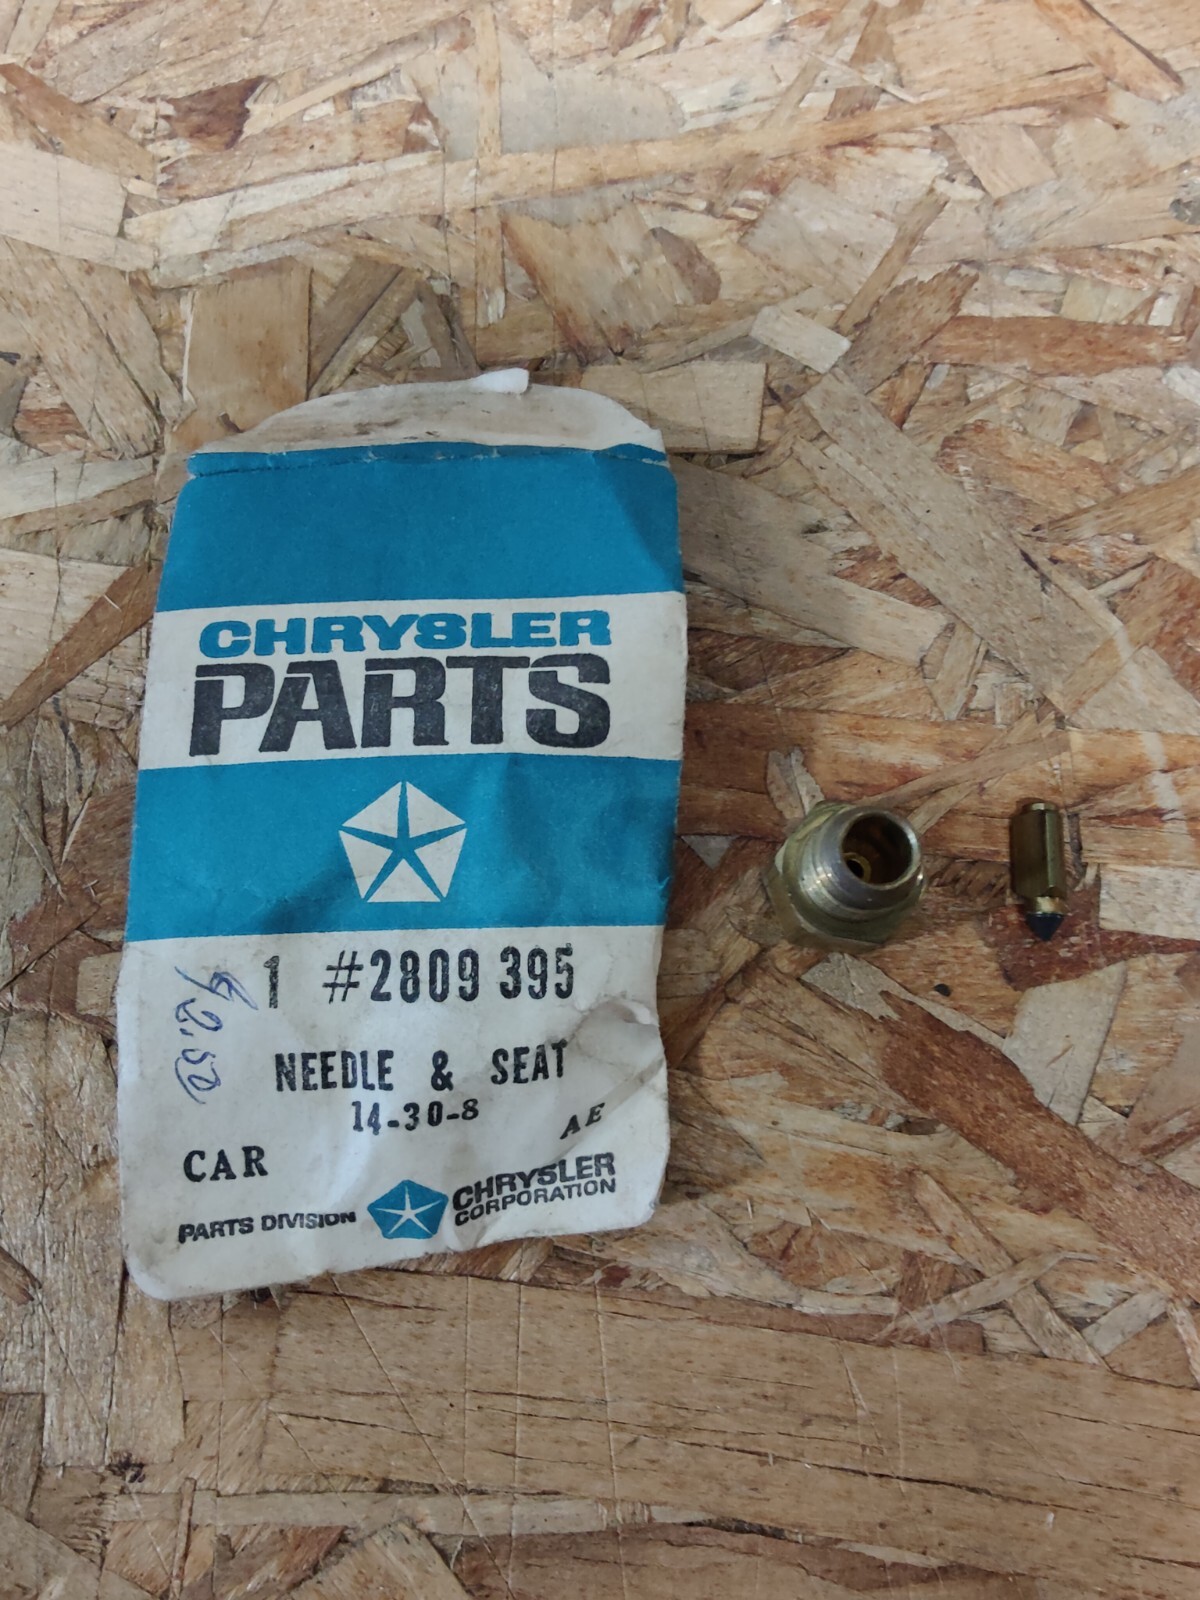 CHRYSLER
PARTS
1 #2809 395
NEEDLE & SEAT
14-30-8
AE
CAR
PARTS DIVISION CHRYSLER
CORPORATION